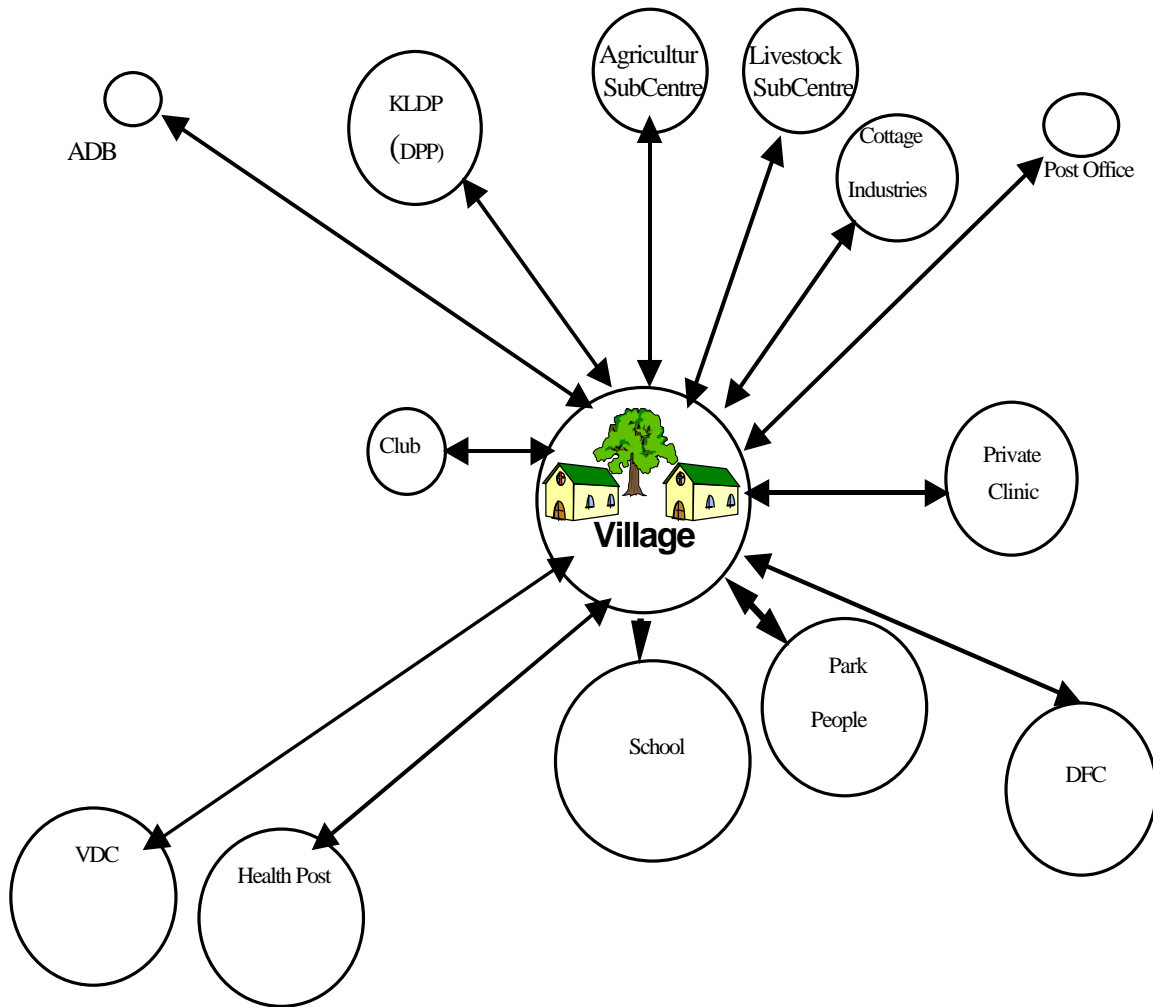 Agricultur
SubCentre
Livestock
SubCentre
KLDP
(DPP)
ADB
Cottage
Industries
Post Office
Club
Private
Clinic
Village
Park
People
School
DFC
VDC
Health Post